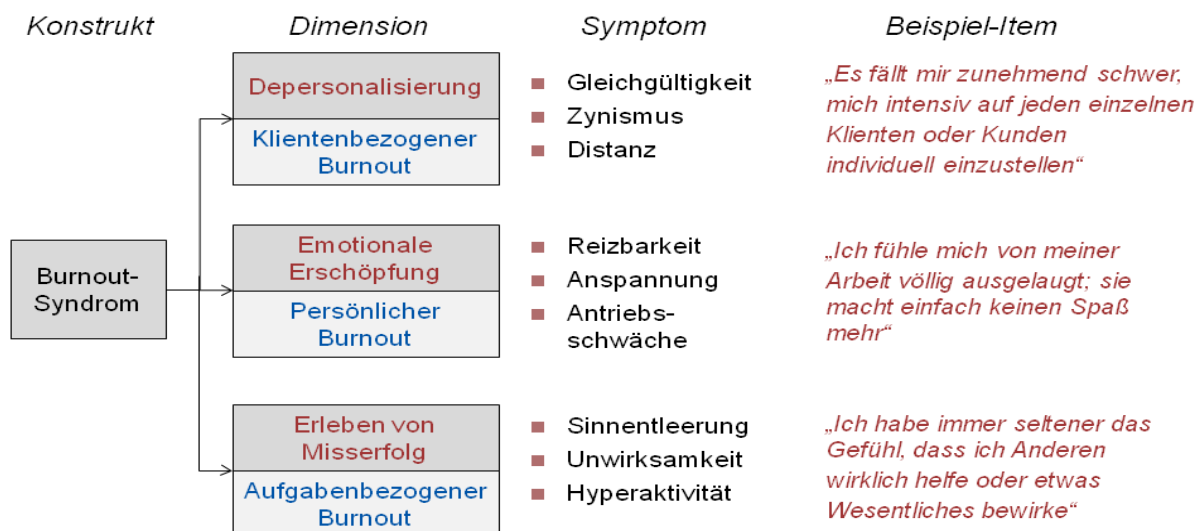 Konstrukt
Dimension
Symptom
Beispiel-Item
Burnout-
Syndrom
Depersonalisierung
Klientenbezogener
Burnout
Gleichgültigkeit
Zynismus
Distanz
„Es fällt mir zunehmend schwer,
mich intensiv auf jeden einzelnen
Klienten oder Kunden
individuell einzustellen“
Emotionale
Erschöpfung
Persönlicher
Burnout
Reizbarkeit
Anspannung
Antriebs-
schwäche
„Ich fühle mich von meiner
Arbeit völlig ausgelaugt; sie
macht einfach keinen Spaß
mehr“
Erleben von
Misserfolg
Aufgabenbezogener
Burnout
Sinnentleerung
Unwirksamkeit
Hyperaktivität
„Ich habe immer seltener das
Gefühl, dass ich Anderen
wirklich helfe oder etwas
Wesentliches bewirke“